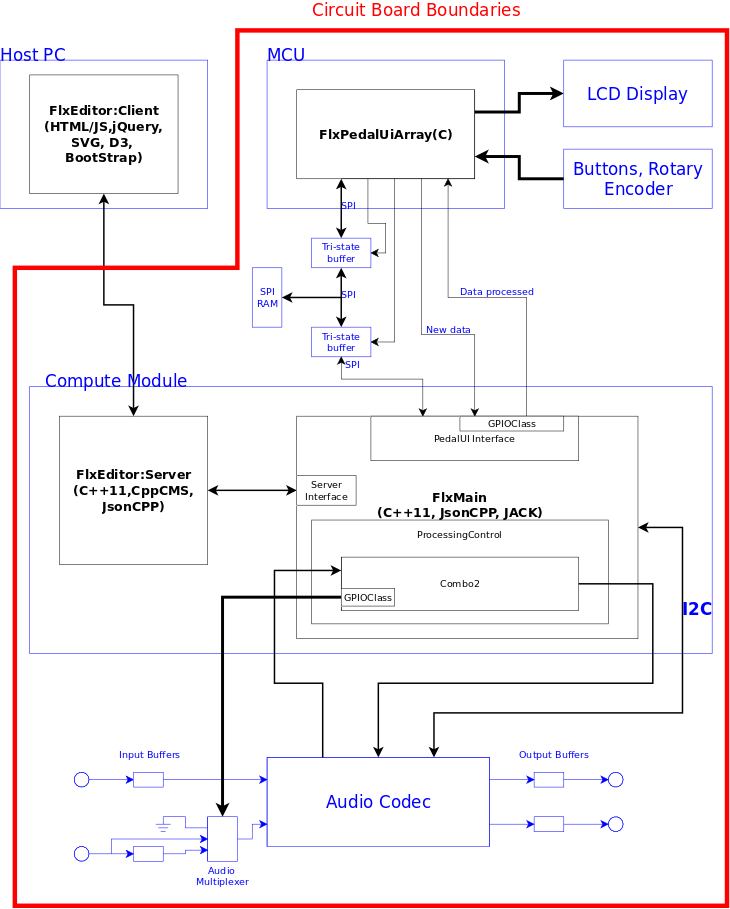 Circuit Board Boundaries
Host PC
MCU
FlxEditor:Client
(HTML/JS,jQuery,
SVG, D3,
BootStrap)
FlxPedalUiArray(C)
LCD Display
Buttons, Rotary
Encoder
SPI
Tri-state
buffer
SPI
RAM
SPI
Data processed
New data
Tri-state
buffer
SPI
Compute Module
FlxEditor:Server
(C++11,CppCMS,
JsonCPP)
GPIOClass
PedalUI Interface
Server
Interface
FlxMain
(C++11, JsonCPP, JACK)
ProcessingControl
Combo2
GPIOClass
I2C
Input Buffers
Output Buffers
Audio Codec
Audio
Multiplexer